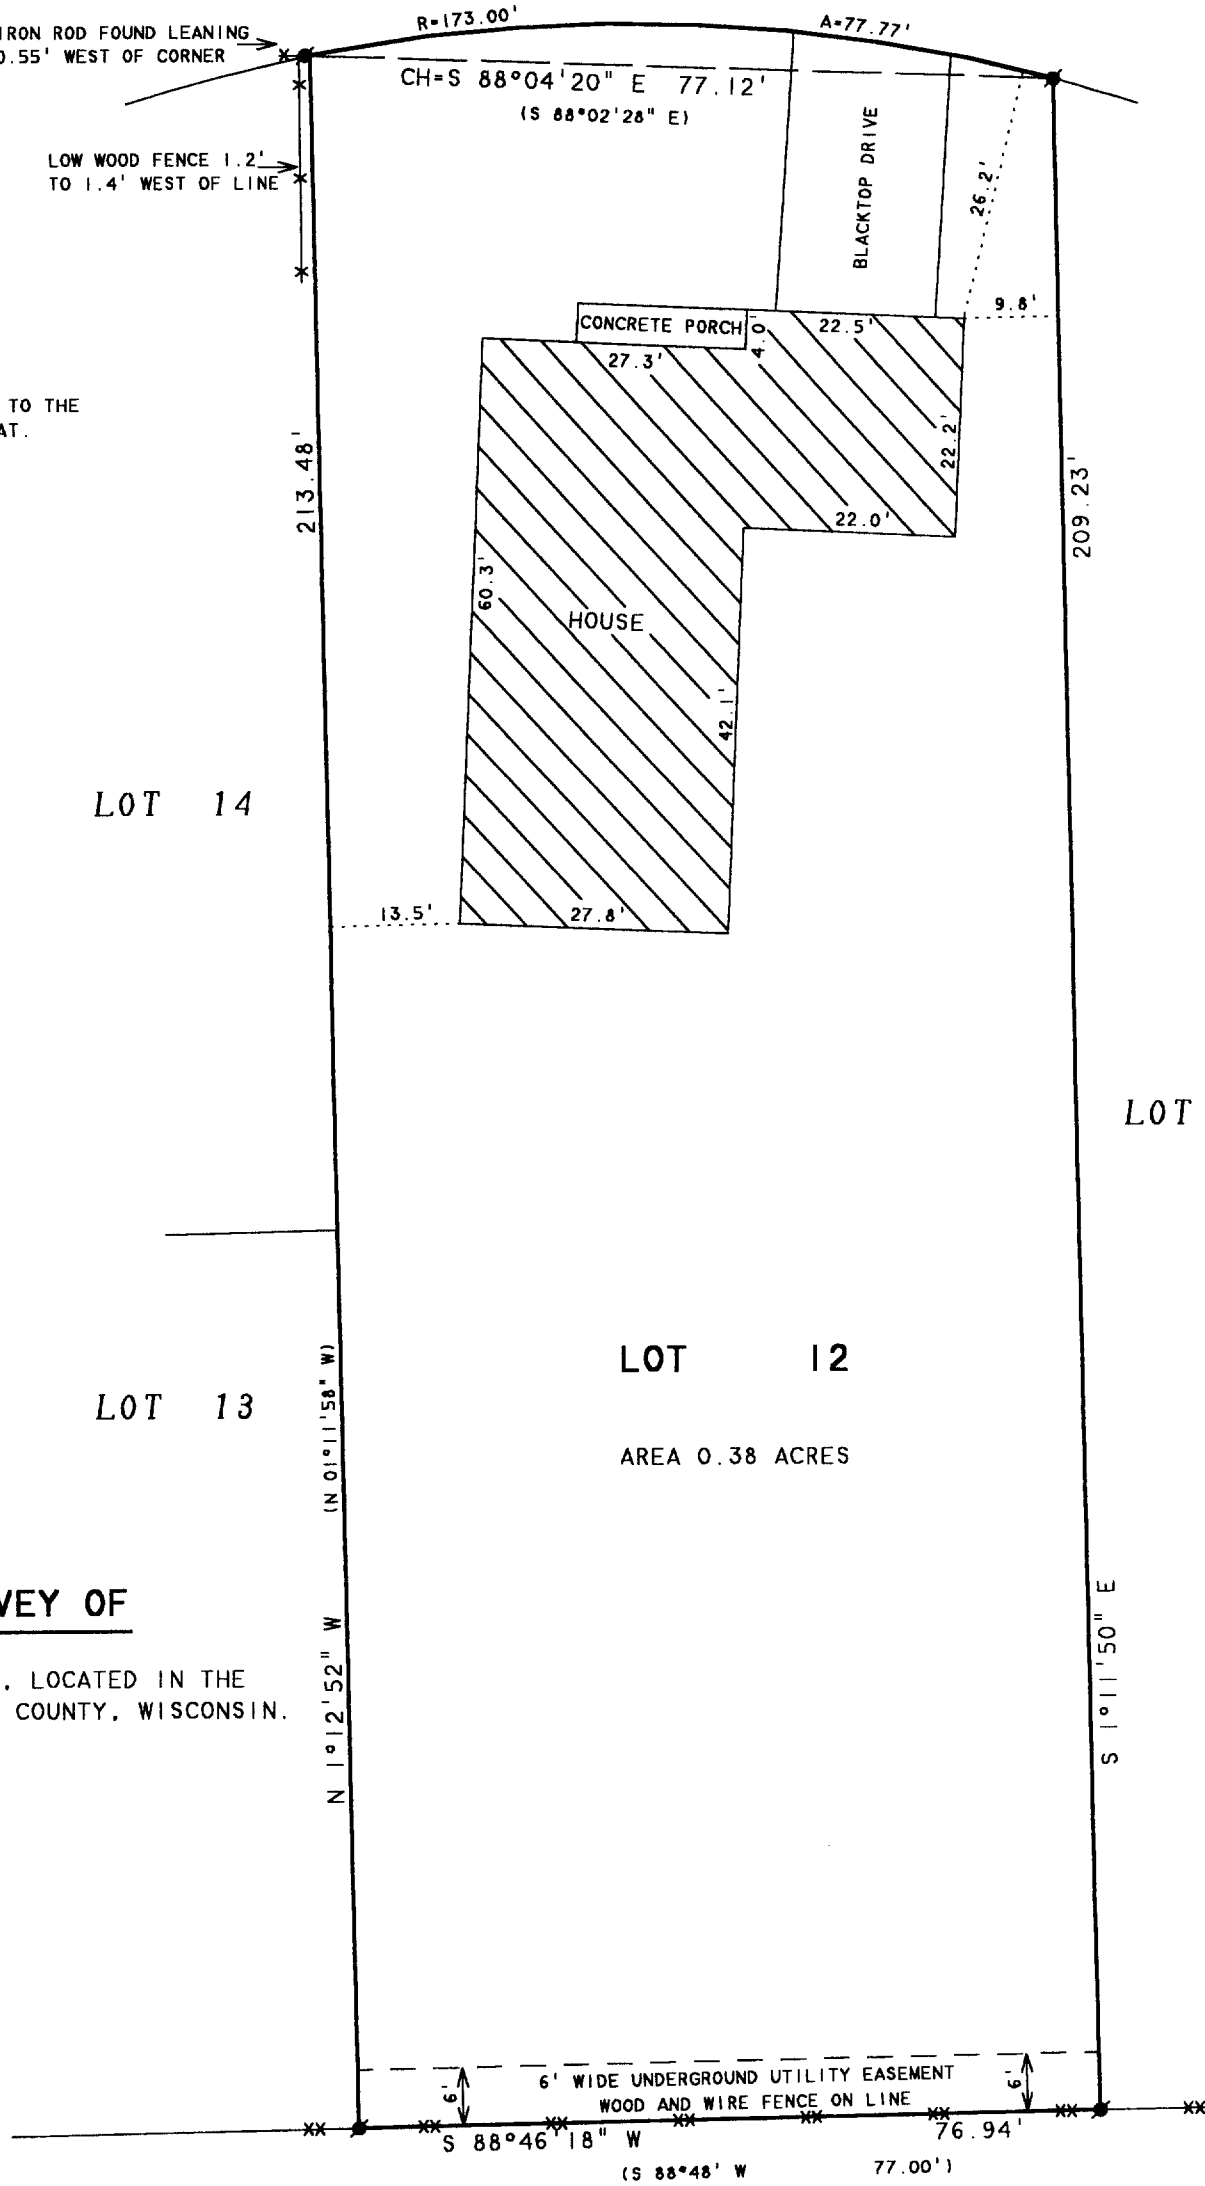 IRON ROD FOUND LEANING
0.55' WEST OF CORNER
R=173.00'
A=77.77'
CH=S 88°04'20" E 77.12'
(S 88°02'28" E)
LOW WOOD FENCE 1.2'
TO 1.4' WEST OF LINE
BLACKTOP DRIVE
26.2'
9.8'
CONCRETE PORCH
4.0'
22.5'
27.3'
TO THE
AT.
213.48'
22.2'
209.23'
22.0'
60.3'
HOUSE
42.1'
LOT 14
13.5'
27.8'
LOT
LOT 12
(N 01°11'58" W)
LOT 13
AREA 0.38 ACRES
VEY OF
N 1°12'52" W
S 1°11'50" E
, LOCATED IN THE
COUNTY, WISCONSIN.
6'
6' WIDE UNDERGROUND UTILITY EASEMENT
6'
WOOD AND WIRE FENCE ON LINE
S 88°46'18" W
76.94'
(S 88°48' W 77.00')